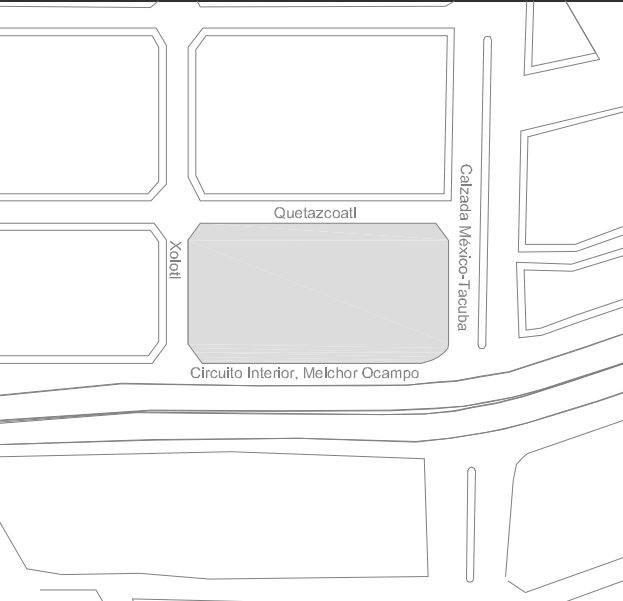 Quetazcoatl
Calzada México-Tacuba
Xolotl
Circuito Interior, Melchor Ocampo